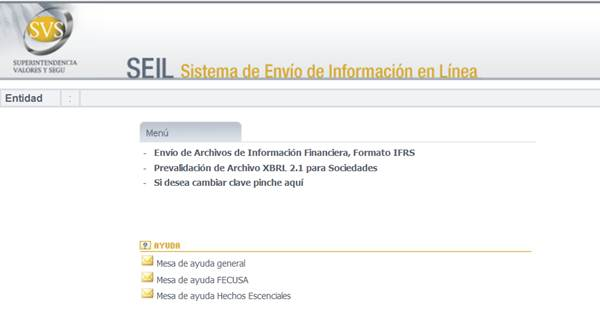 SVS
SUPERINTENDENCIA
VALORES Y SEGU
SEIL Sistema de Envío de Información en Línea
Entidad :
Menú
- Envío de Archivos de Información Financiera, Formato IFRS
- Prevalidación de Archivo XBRL 2.1 para Sociedades
- Si desea cambiar clave pinche aquí
? AYUDA
Mesa de ayuda general
Mesa de ayuda FECUSA
Mesa de ayuda Hechos Escenciales